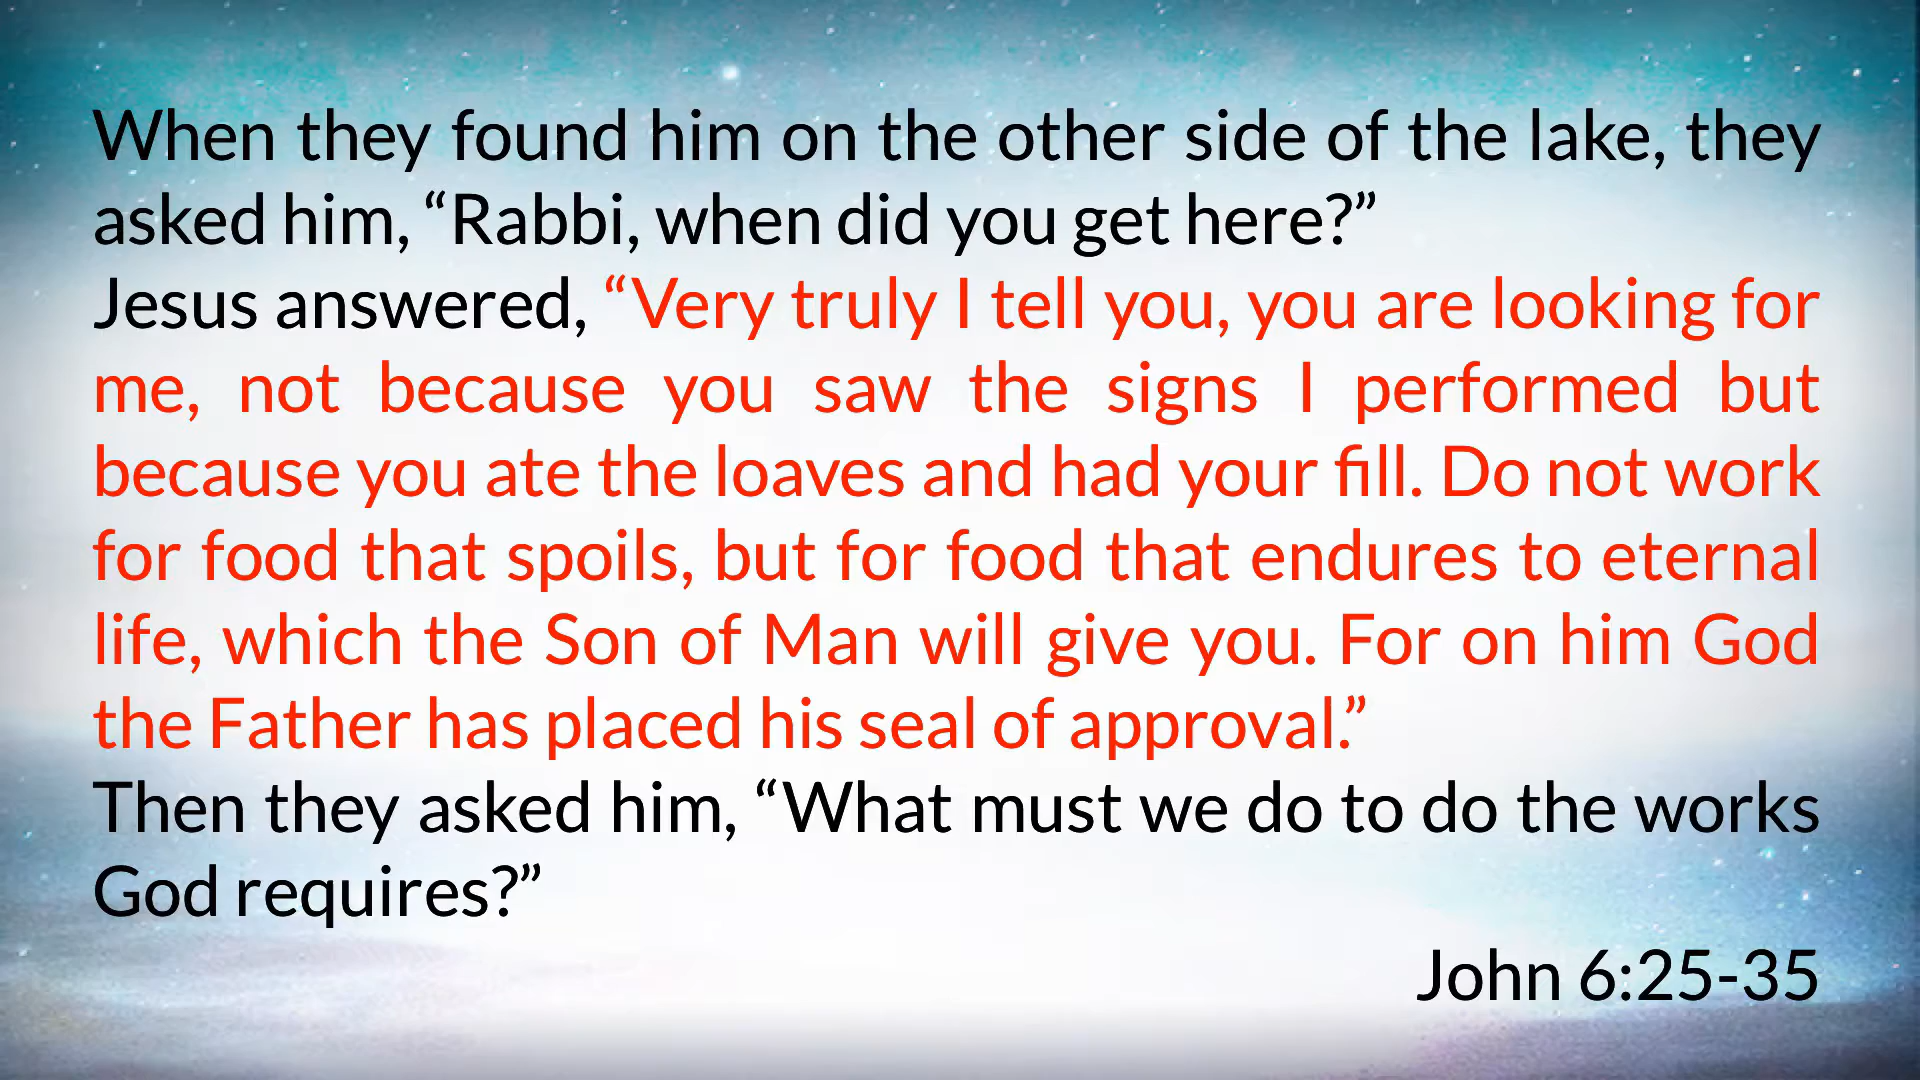 When they found him on the other side of the lake, they
asked him, “Rabbi, when did you get here?”
Jesus answered, “Very truly I tell you, you are looking for
me, not because you saw the signs I performed but
because you ate the loaves and had your fill. Do not work
for food that spoils, but for food that endures to eternal
life, which the Son of Man will give you. For on him God
the Father has placed his seal of approval.”
Then they asked him, “What must we do to do the works
God requires?”
John 6:25-35